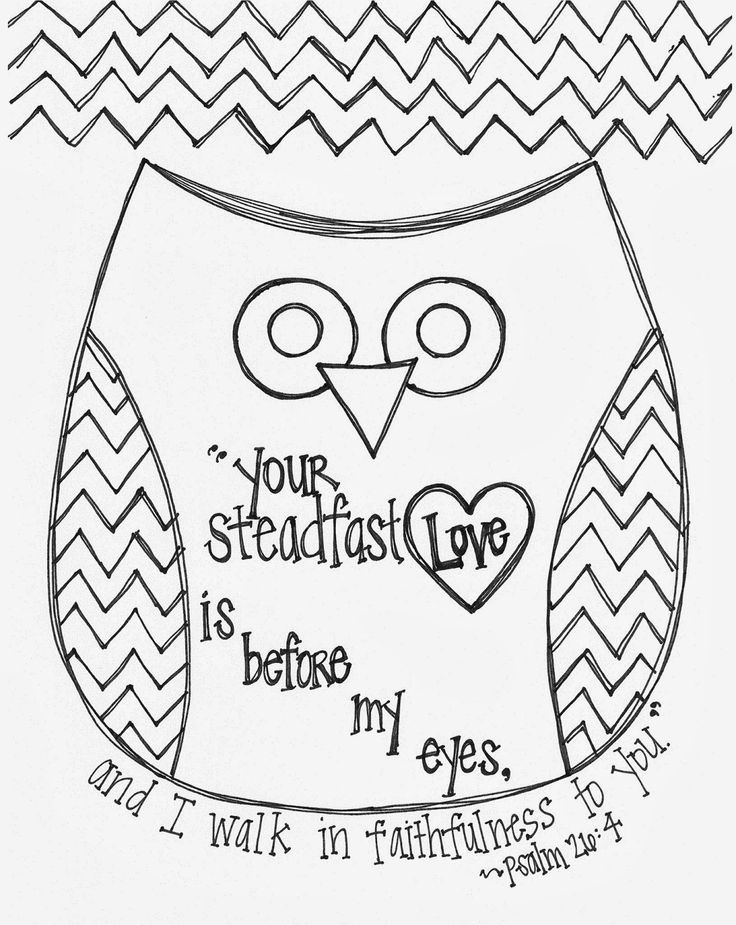 "your
steadfast Love
is
before
my
eyes,
and I walk in faithfulness to you."
~Psalm 26:4